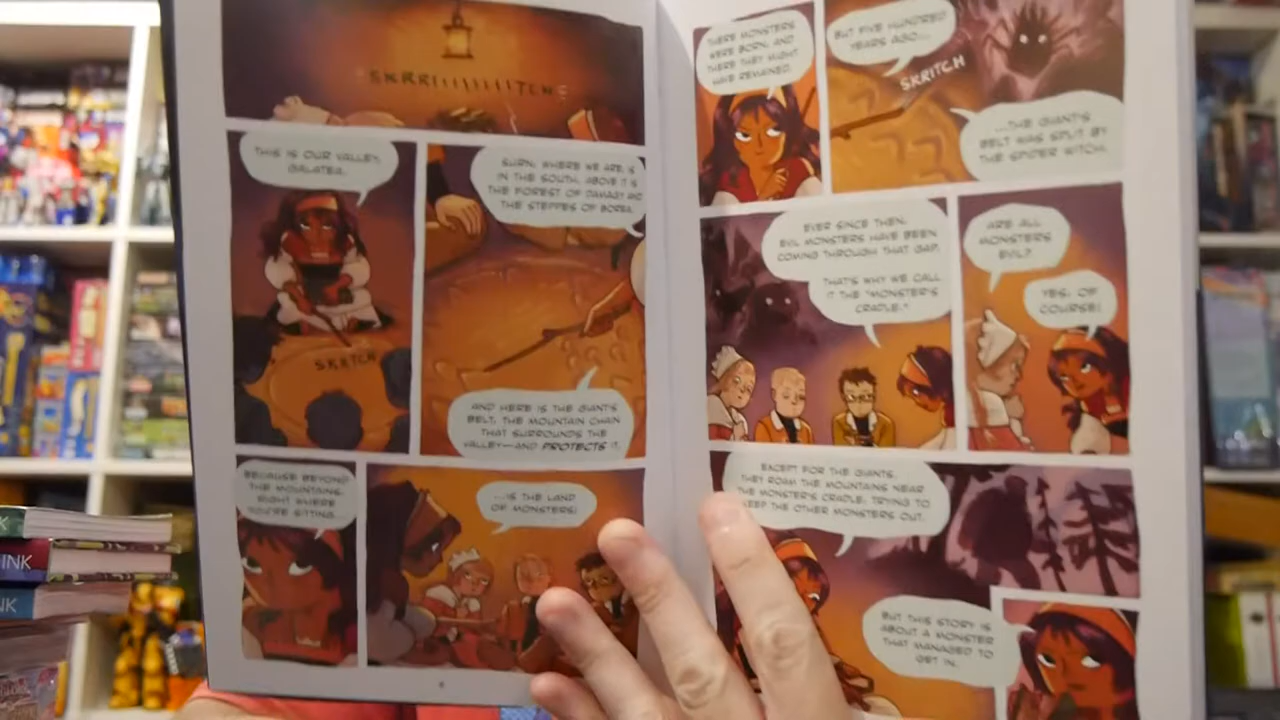 SKRRIIIIIIIIITCH
THIS IS OUR VALLEY,
GALATEA.
SKRITCH
SURN, WHERE WE ARE, IS
IN THE SOUTH. ABOVE IT IS
THE FOREST OF DAMAGY AND
THE STEPPES OF BOREA.
AND HERE IS THE GIANT'S
BELT, THE MOUNTAIN CHAIN
THAT SURROUNDS THE
VALLEY—AND PROTECTS IT.
BECAUSE BEYOND
THE MOUNTAINS,
RIGHT WHERE
YOU'RE SITTING...
...IS THE LAND
OF MONSTERS!
THERE MONSTERS
WERE BORN, AND
THERE THEY MIGHT
HAVE REMAINED.
BUT FIVE HUNDRED
YEARS AGO...
SKRITCH
...THE GIANT'S
BELT WAS SPLIT BY
THE SPIDER WITCH.
EVER SINCE THEN,
EVIL MONSTERS HAVE BEEN
COMING THROUGH THAT GAP.
THAT'S WHY WE CALL
IT THE "MONSTER'S
CRADLE."
ARE ALL
MONSTERS
EVIL?
YES, OF
COURSE!
EXCEPT FOR THE GIANTS.
THEY ROAM THE MOUNTAINS NEAR
THE MONSTER'S CRADLE, TRYING TO
KEEP THE OTHER MONSTERS OUT.
BUT THIS STORY IS
ABOUT A MONSTER
THAT MANAGED TO
GET IN.
K
INK
NK